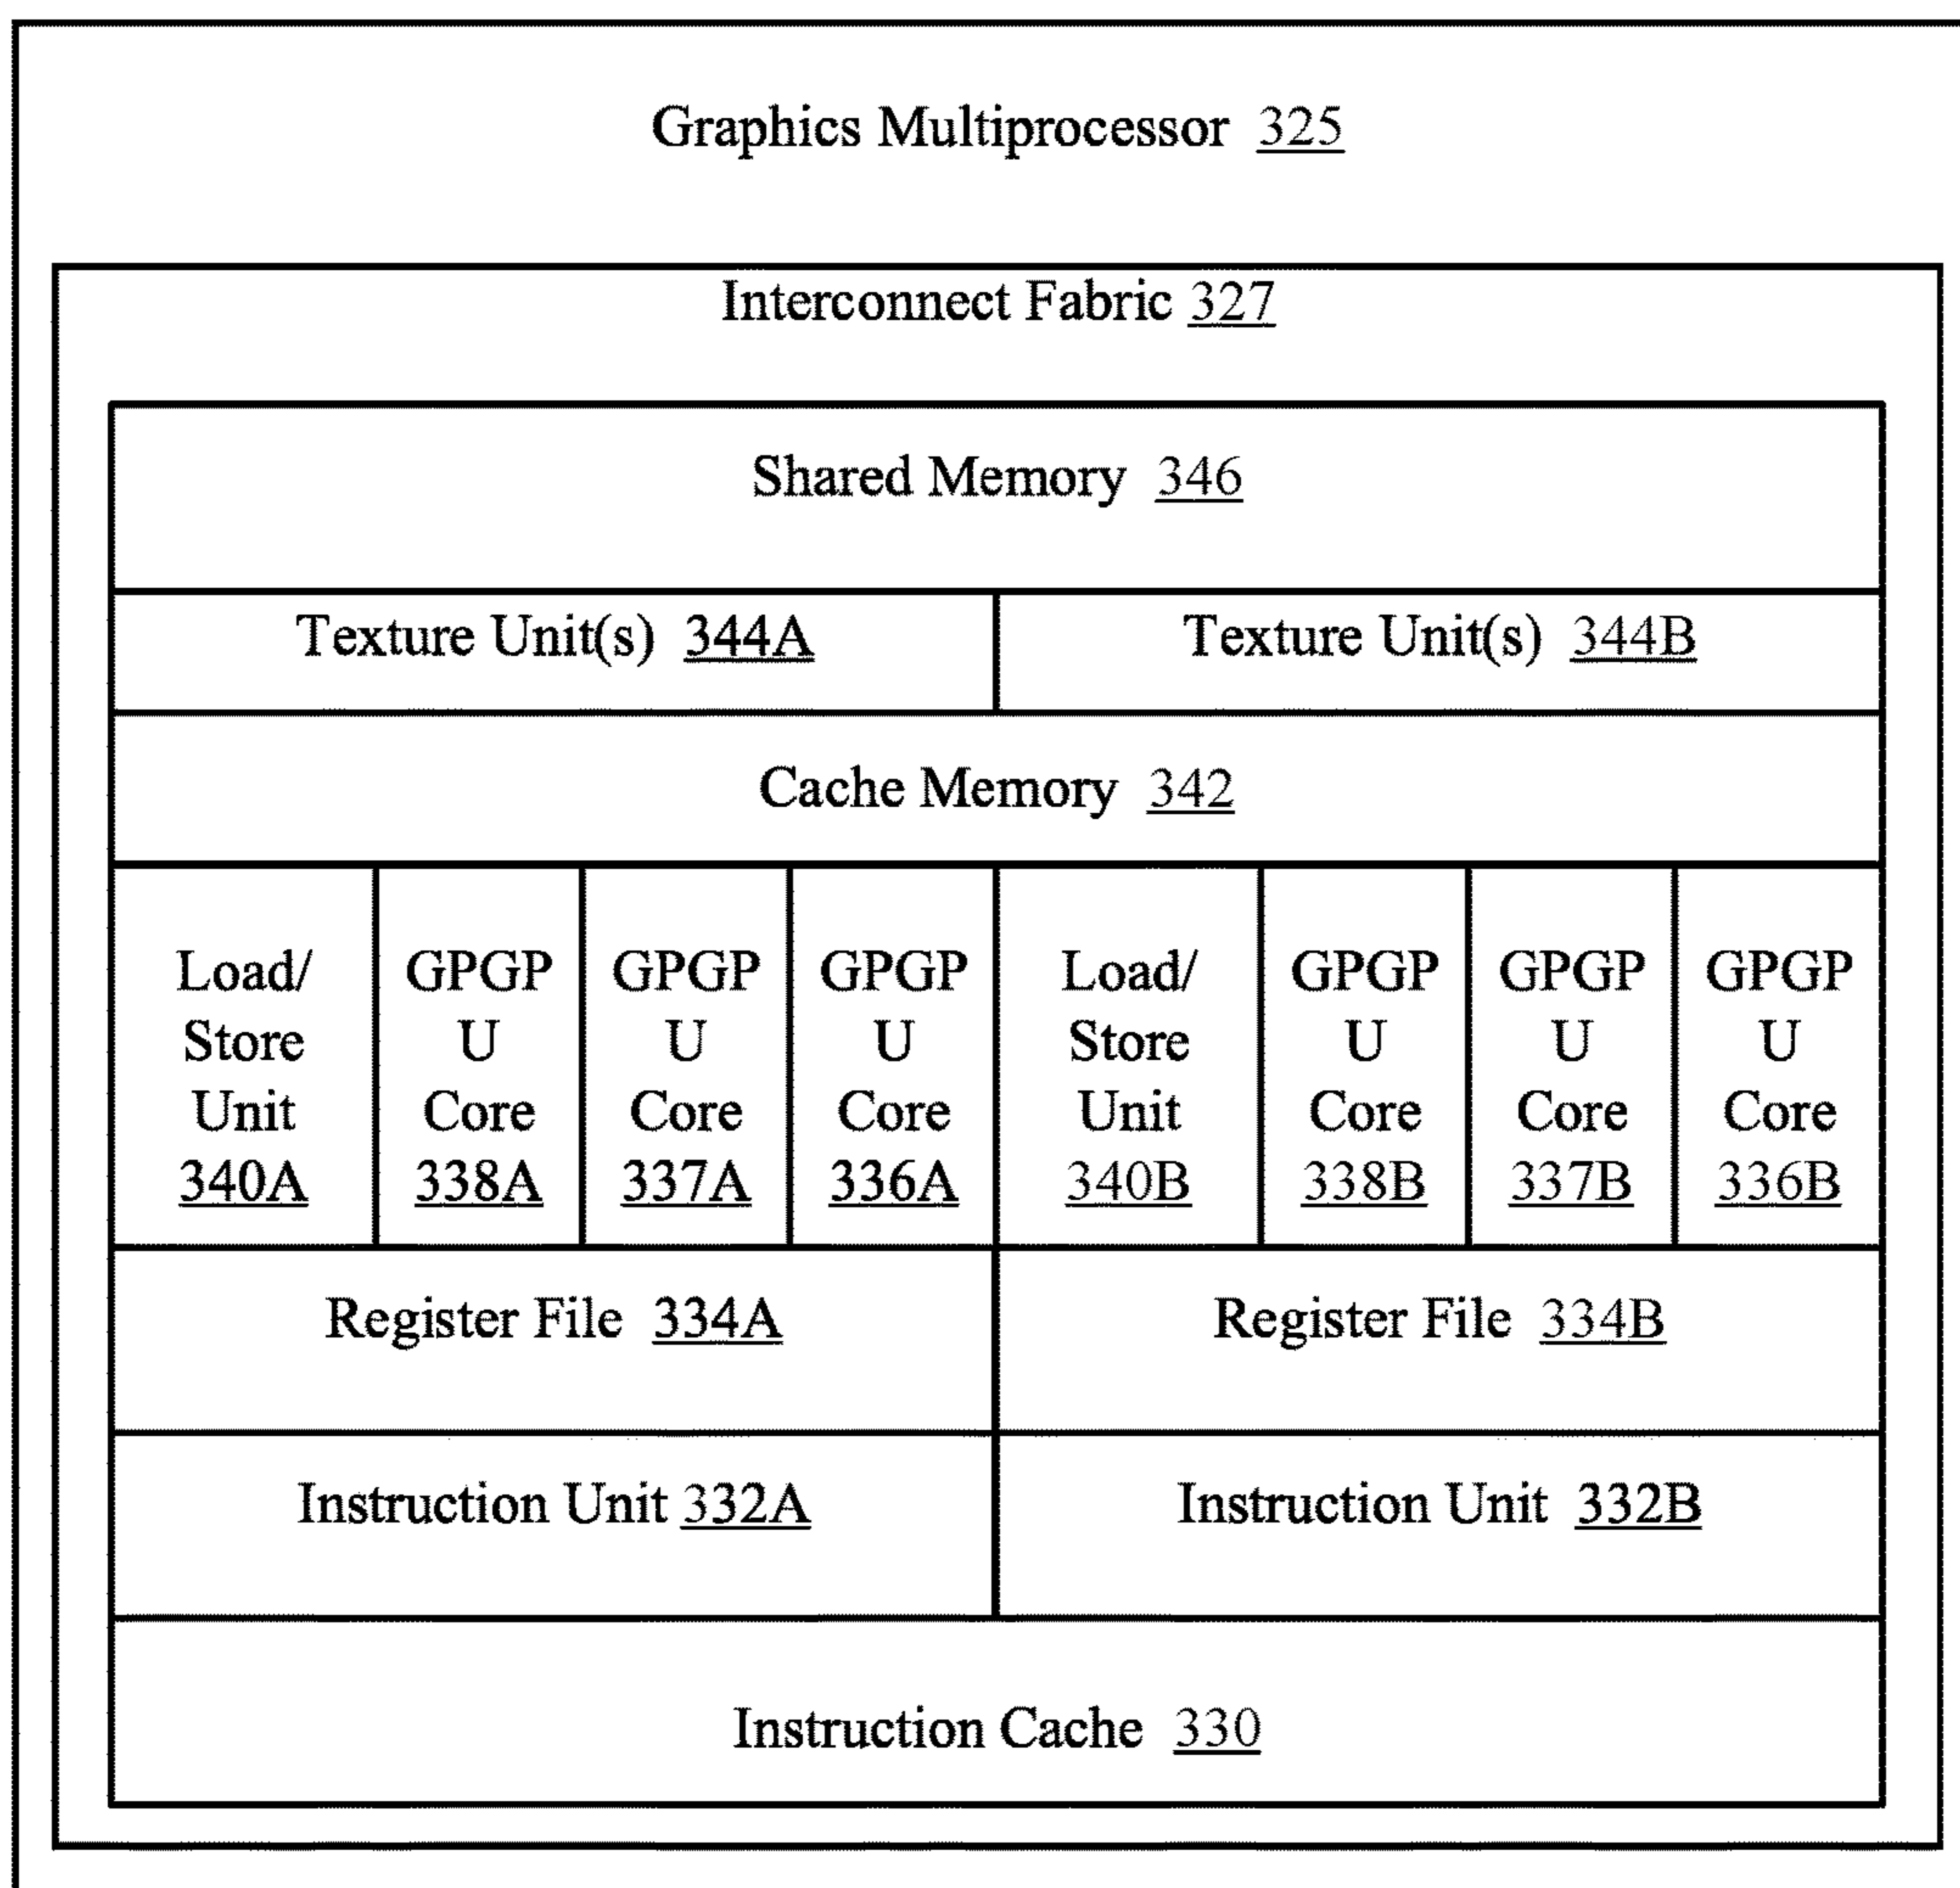 Graphics Multiprocessor 325
Interconnect Fabric 327
Shared Memory 346
Texture Unit(s) 344A
Texture Unit(s) 344B
Cache Memory 342
Load/
Store
Unit
340A
GPGP
U
Core
338A
GPGP
U
Core
337A
GPGP
U
Core
336A
Load/
Store
Unit
340B
GPGP
U
Core
338B
GPGP
U
Core
337B
GPGP
U
Core
336B
Register File 334A
Register File 334B
Instruction Unit 332A
Instruction Unit 332B
Instruction Cache 330